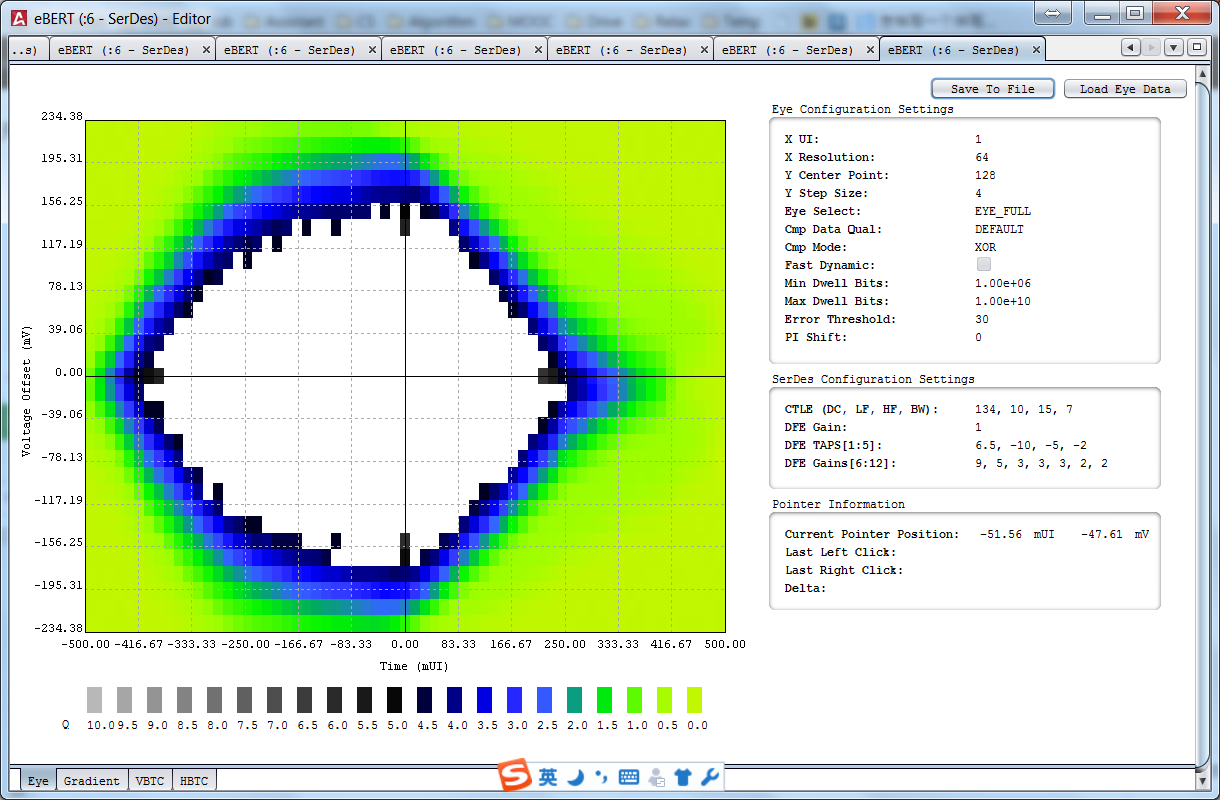 eBERT (:6 - SerDes) - Editor
..s) eBERT (:6 - SerDes) eBERT (:6 - SerDes) eBERT (:6 - SerDes) eBERT (:6 - SerDes) eBERT (:6 - SerDes) eBERT (:6 - SerDes)
Save To File Load Eye Data
Eye Configuration Settings
X UI: 1
X Resolution: 64
Y Center Point: 128
Y Step Size: 4
Eye Select: EYE_FULL
Cmp Data Qual: DEFAULT
Cmp Mode: XOR
Fast Dynamic:
Min Dwell Bits: 1.00e+06
Max Dwell Bits: 1.00e+10
Error Threshold: 30
PI Shift: 0
SerDes Configuration Settings
CTLE (DC, LF, HF, BW): 134, 10, 15, 7
DFE Gain: 1
DFE TAPS[1:5]: 6.5, -10, -5, -2
DFE Gains[6:12]: 9, 5, 3, 3, 3, 2, 2
Pointer Information
Current Pointer Position: -51.56 mUI -47.61 mV
Last Left Click:
Last Right Click:
Delta:
Voltage Offset (mV)
234.38
195.31
156.25
117.19
78.13
39.06
0.00
-39.06
-78.13
-117.19
-156.25
-195.31
-234.38
-500.00 -416.67 -333.33 -250.00 -166.67 -83.33 0.00 83.33 166.67 250.00 333.33 416.67 500.00
Time (mUI)
Q 10.0 9.5 9.0 8.5 8.0 7.5 7.0 6.5 6.0 5.5 5.0 4.5 4.0 3.5 3.0 2.5 2.0 1.5 1.0 0.5 0.0
Eye Gradient VBTC HBTC
英